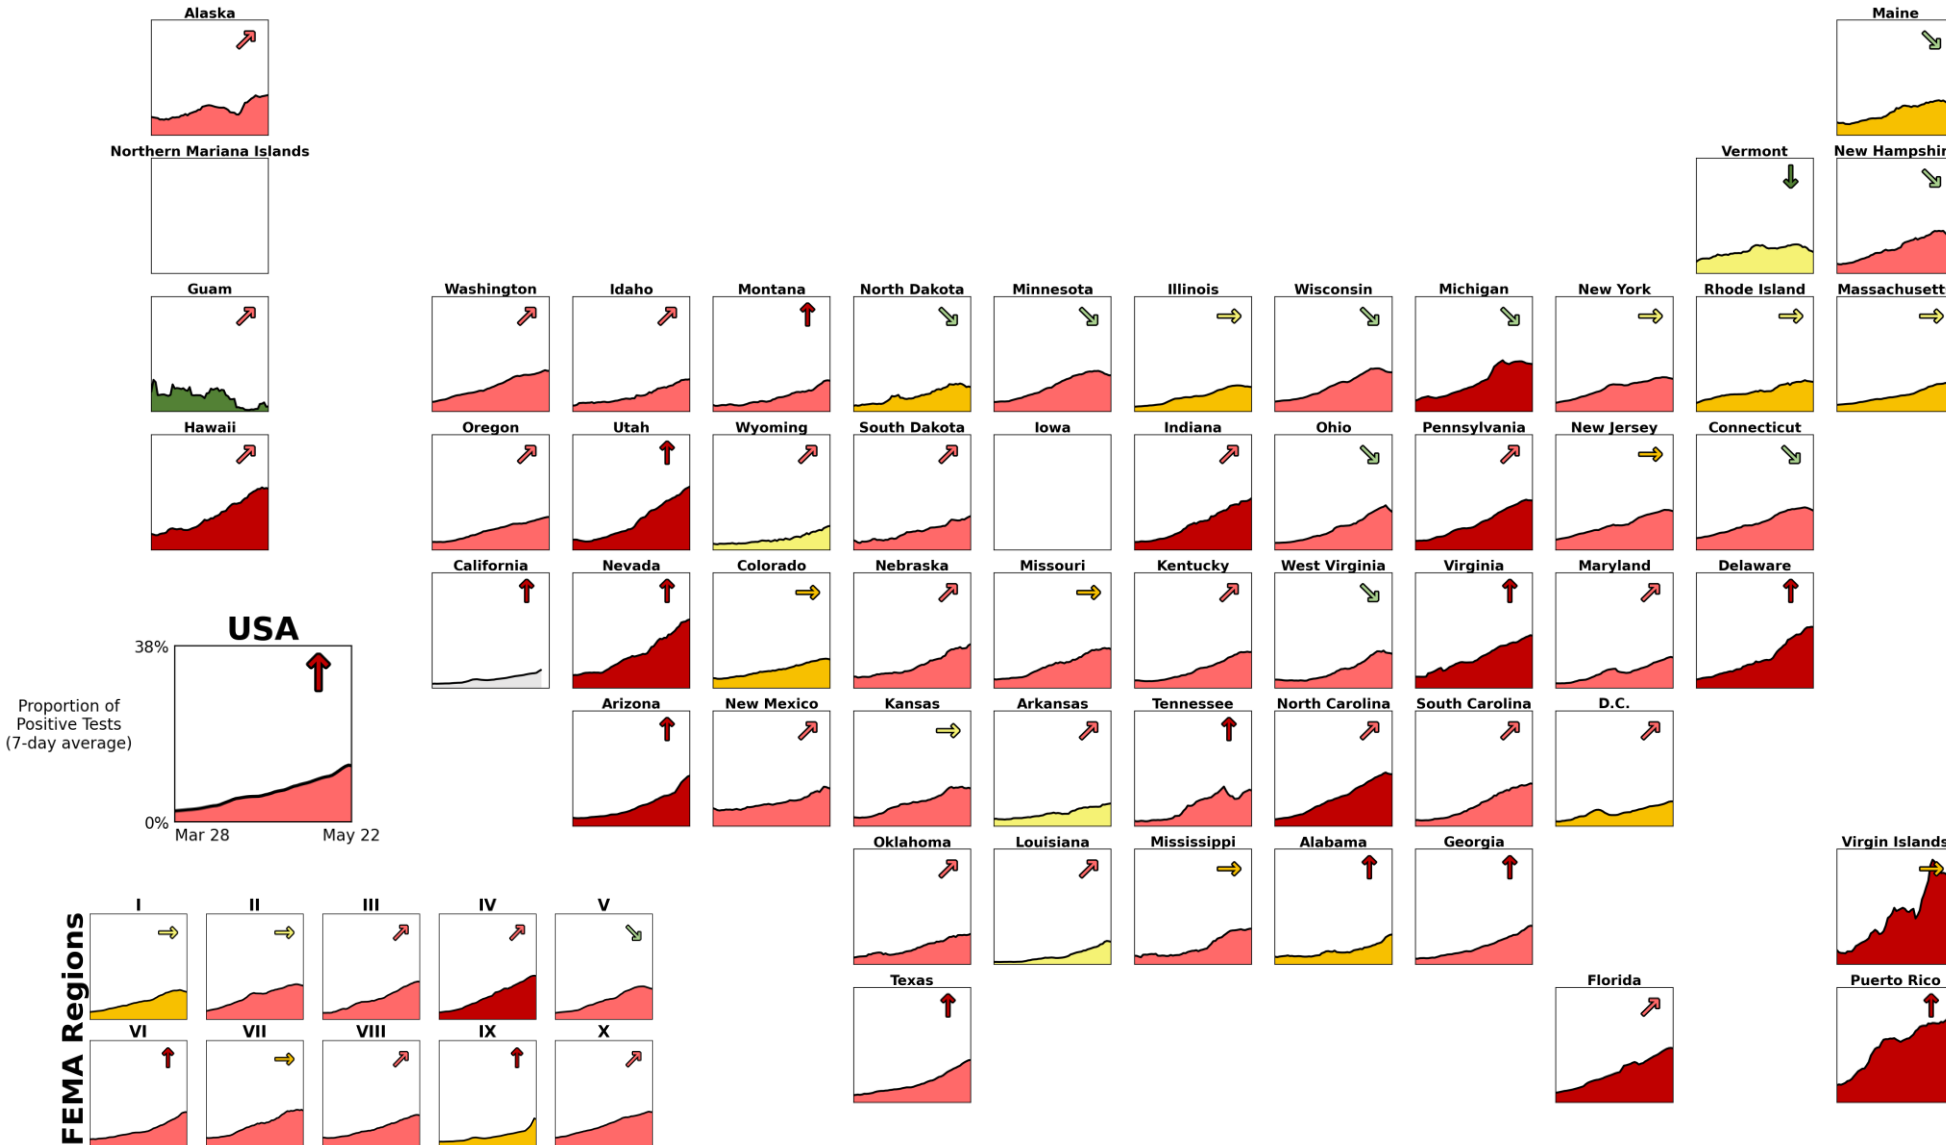 Alaska
Maine
Northern Mariana Islands
Vermont
New Hampshir
Guam
Washington
Idaho
Montana
North Dakota
Minnesota
Illinois
Wisconsin
Michigan
New York
Rhode Island
Massachusett
Hawaii
Oregon
Utah
Wyoming
South Dakota
Iowa
Indiana
Ohio
Pennsylvania
New Jersey
Connecticut
California
Nevada
Colorado
Nebraska
Missouri
Kentucky
West Virginia
Virginia
Maryland
Delaware
USA
38%
Proportion of
Positive Tests
(7-day average)
0%
Mar 28
May 22
Arizona
New Mexico
Kansas
Arkansas
Tennessee
North Carolina
South Carolina
D.C.
Oklahoma
Louisiana
Mississippi
Alabama
Georgia
Virgin Islands
Texas
Florida
Puerto Rico
FEMA Regions
I
II
III
IV
V
VI
VII
VIII
IX
X